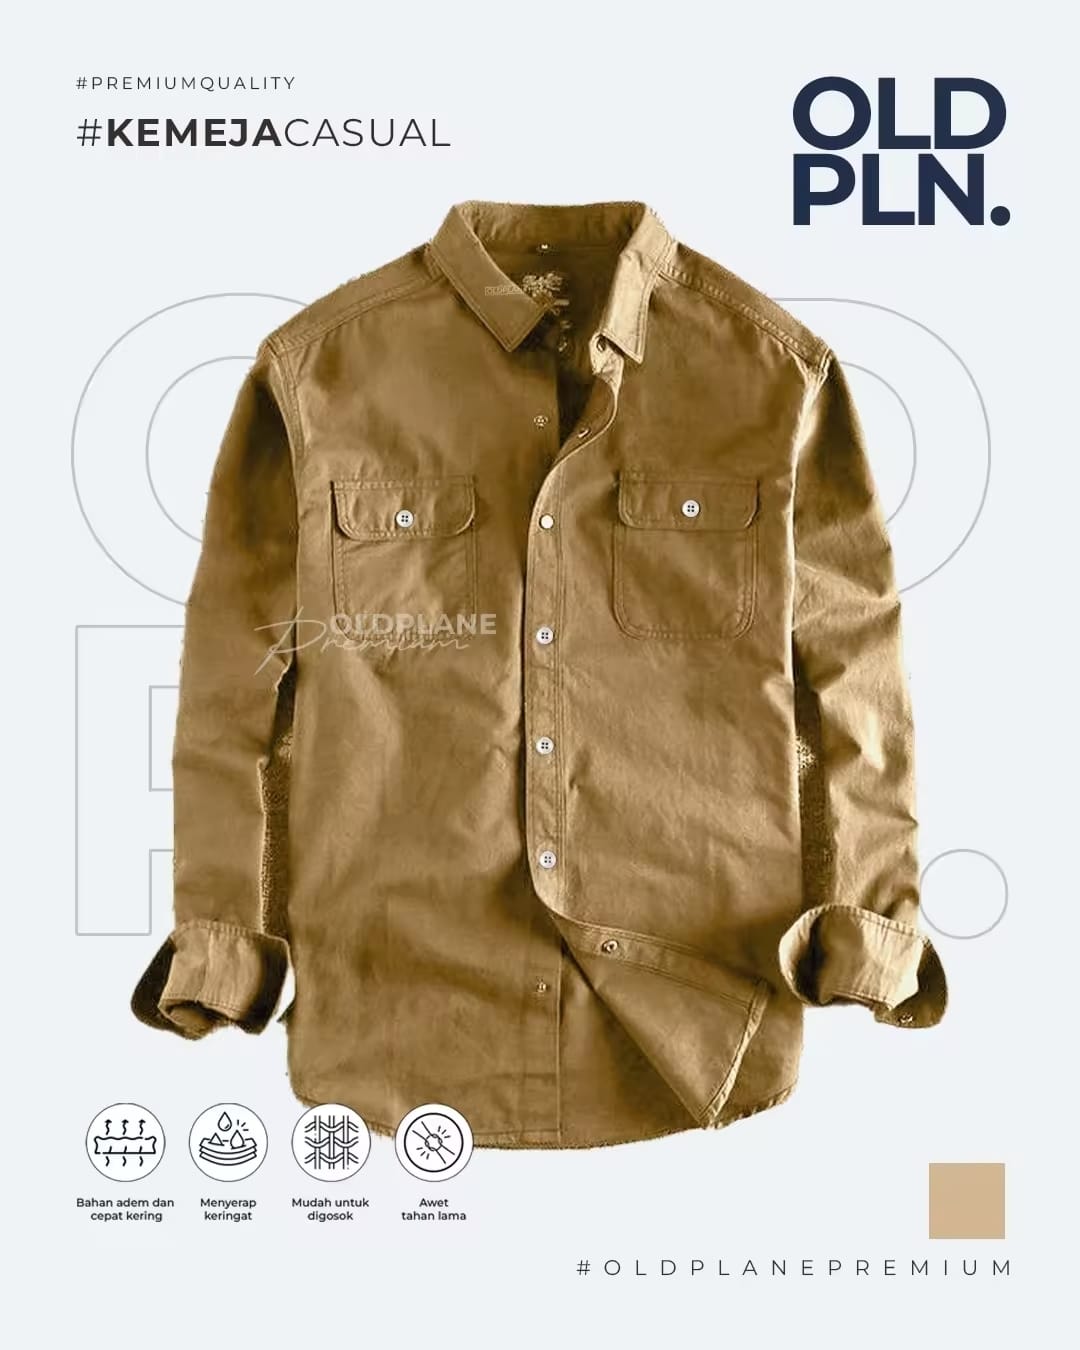 #PREMIUMQUALITY
#KEMEJACASUAL
OLD
PLN.
M
OLDPLANE
OLDPLANE
Premium
Bahan adem dan
cepat kering
Menyerap
keringat
Mudah untuk
digosok
Awet
tahan lama
#OLDPLANEPREMIUM